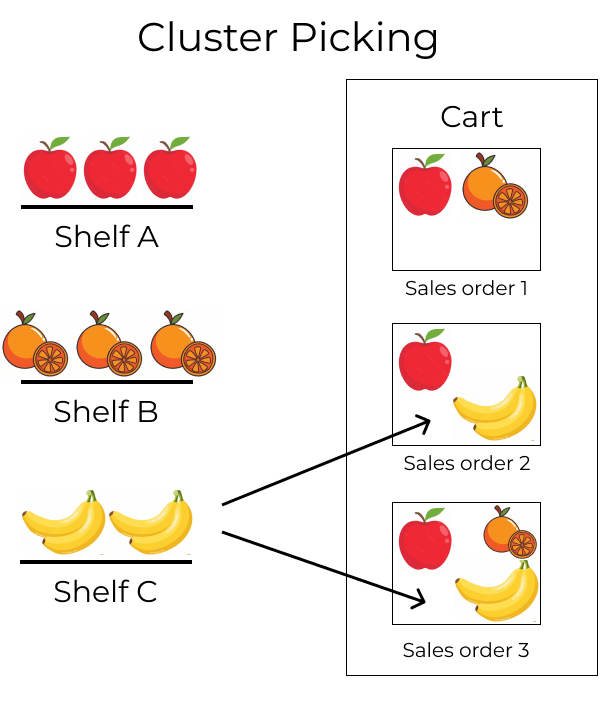 Cluster Picking
Cart
Shelf A
Sales order 1
Shelf B
Sales order 2
Shelf C
Sales order 3